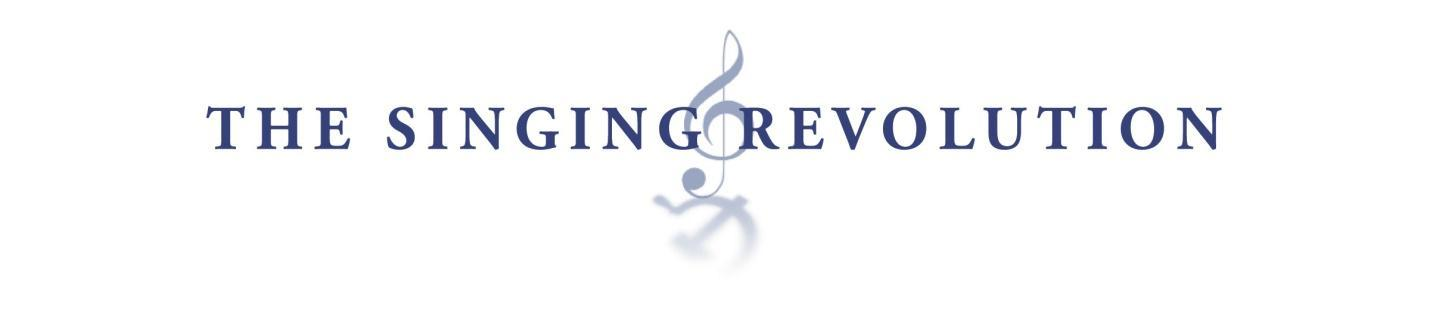 THE SINGING REVOLUTION